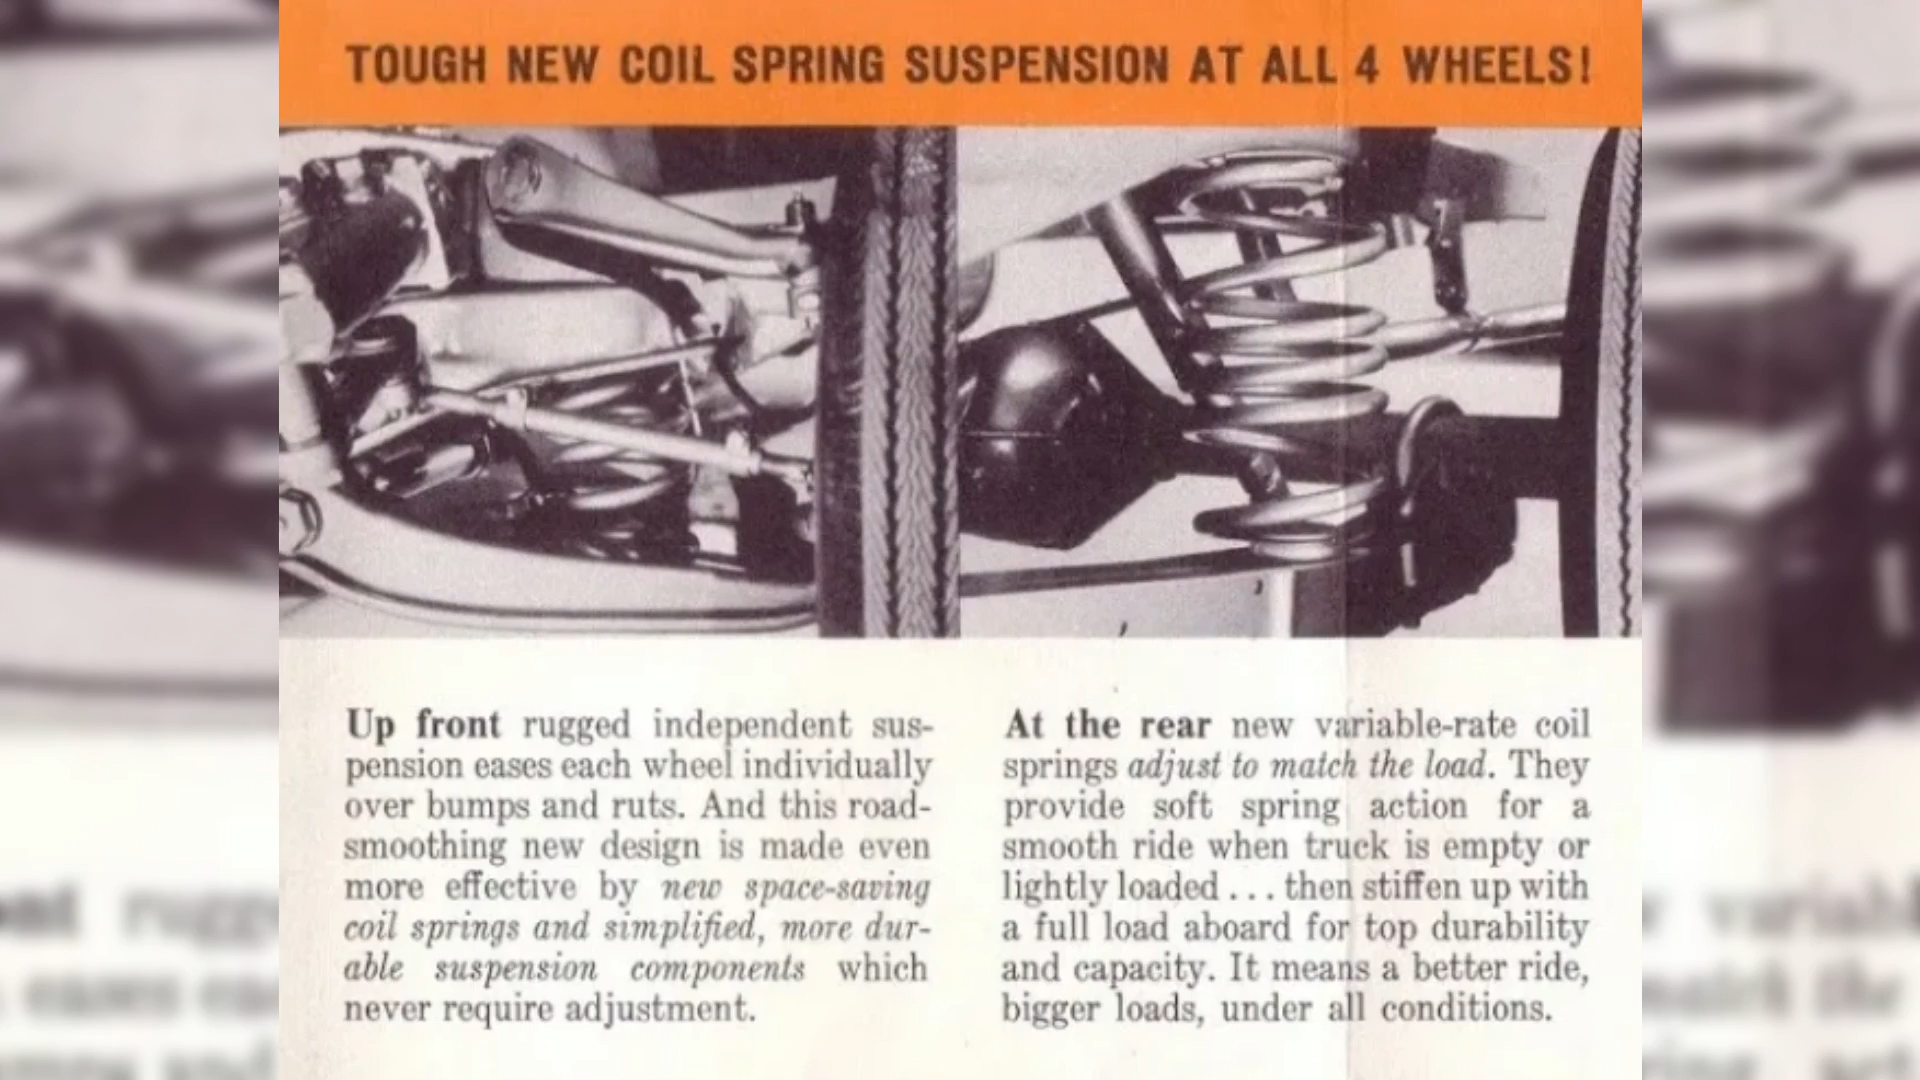 TOUGH NEW COIL SPRING SUSPENSION AT ALL 4 WHEELS!
Up front rugged independent sus-
pension eases each wheel individually
over bumps and ruts. And this road-
smoothing new design is made even
more effective by new space-saving
coil springs and simplified, more dur-
able suspension components which
never require adjustment.
At the rear new variable-rate coil
springs adjust to match the load. They
provide soft spring action for a
smooth ride when truck is empty or
lightly loaded . . . then stiffen up with
a full load aboard for top durability
and capacity. It means a better ride,
bigger loads, under all conditions.